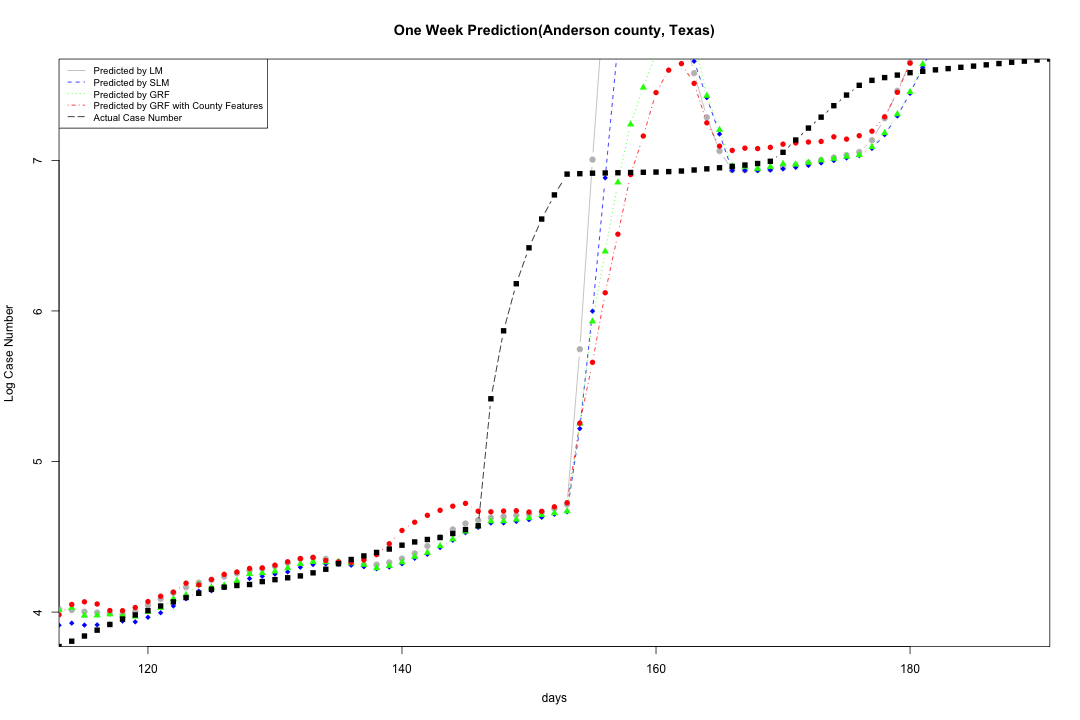 One Week Prediction(Anderson county, Texas)
Predicted by LM
Predicted by SLM
Predicted by GRF
Predicted by GRF with County Features
Actual Case Number
7
6
5
4
Log Case Number
120
140
160
180
days